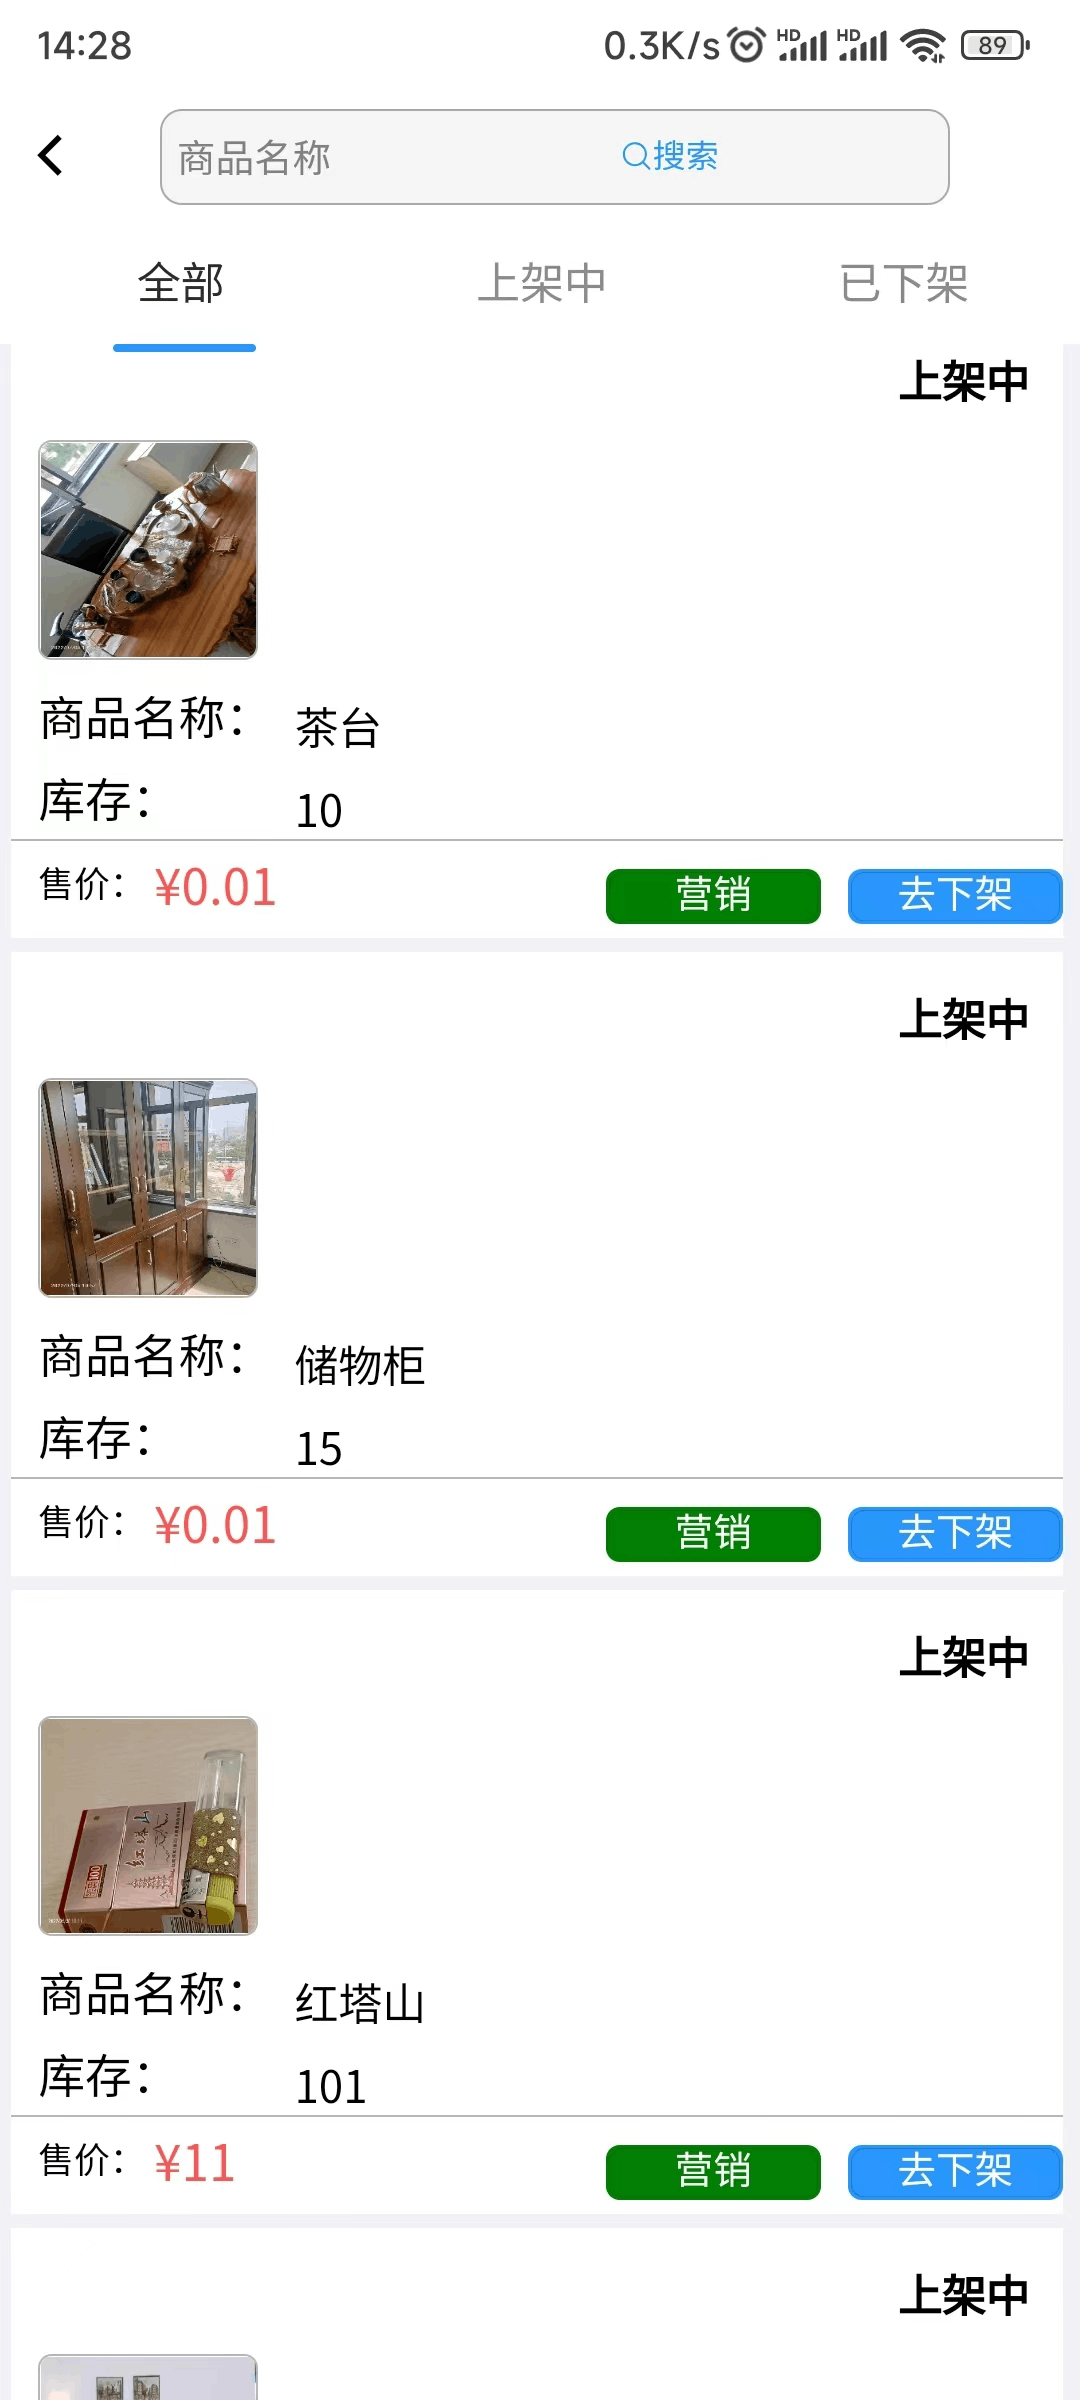 14:28 0.3K/s HD HD 89
商品名称 搜索
全部 上架中 已下架
上架中
商品名称： 茶台
库存： 10
售价： ¥0.01 营销 去下架
上架中
商品名称： 储物柜
库存： 15
售价： ¥0.01 营销 去下架
上架中
红塔山
商品名称： 红塔山
库存： 101
售价： ¥11 营销 去下架
上架中